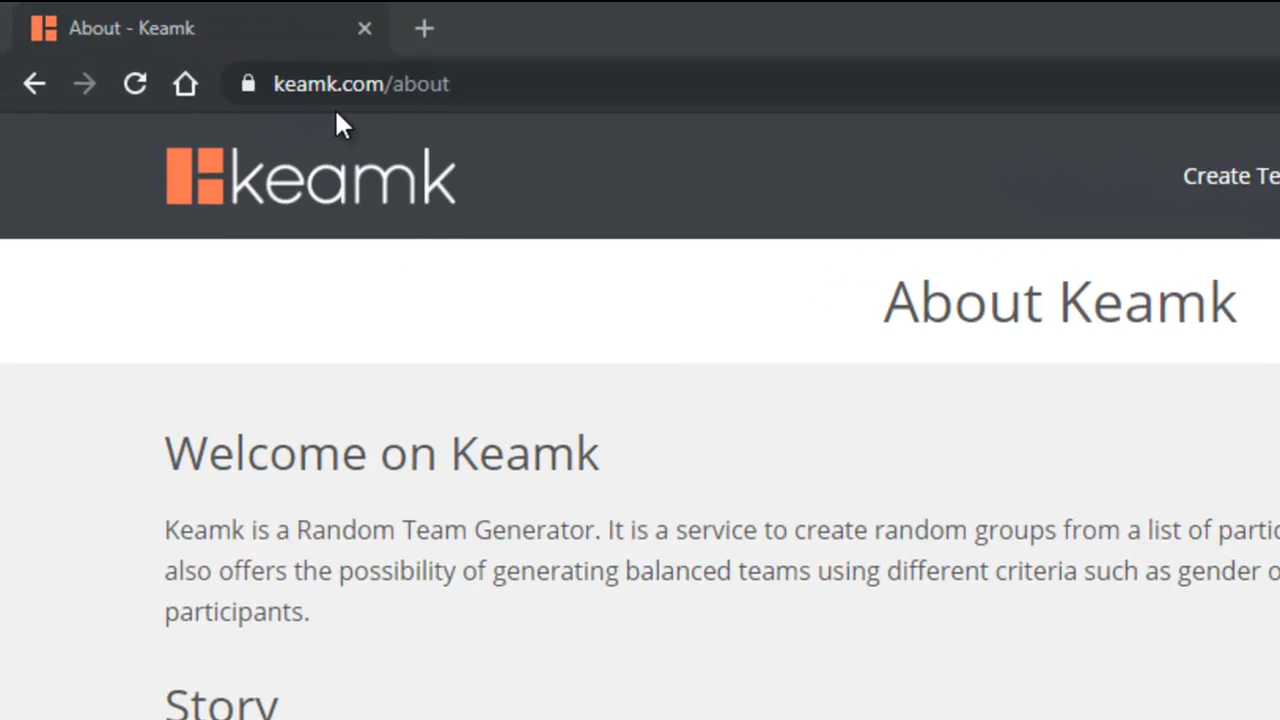 About - Keamk
keamk.com/about
keamk
Create
About Keamk
Welcome on Keamk
Keamk is a Random Team Generator. It is a service to create random groups from a list of
also offers the possibility of generating balanced teams using different criteria such as gender
participants.
Story